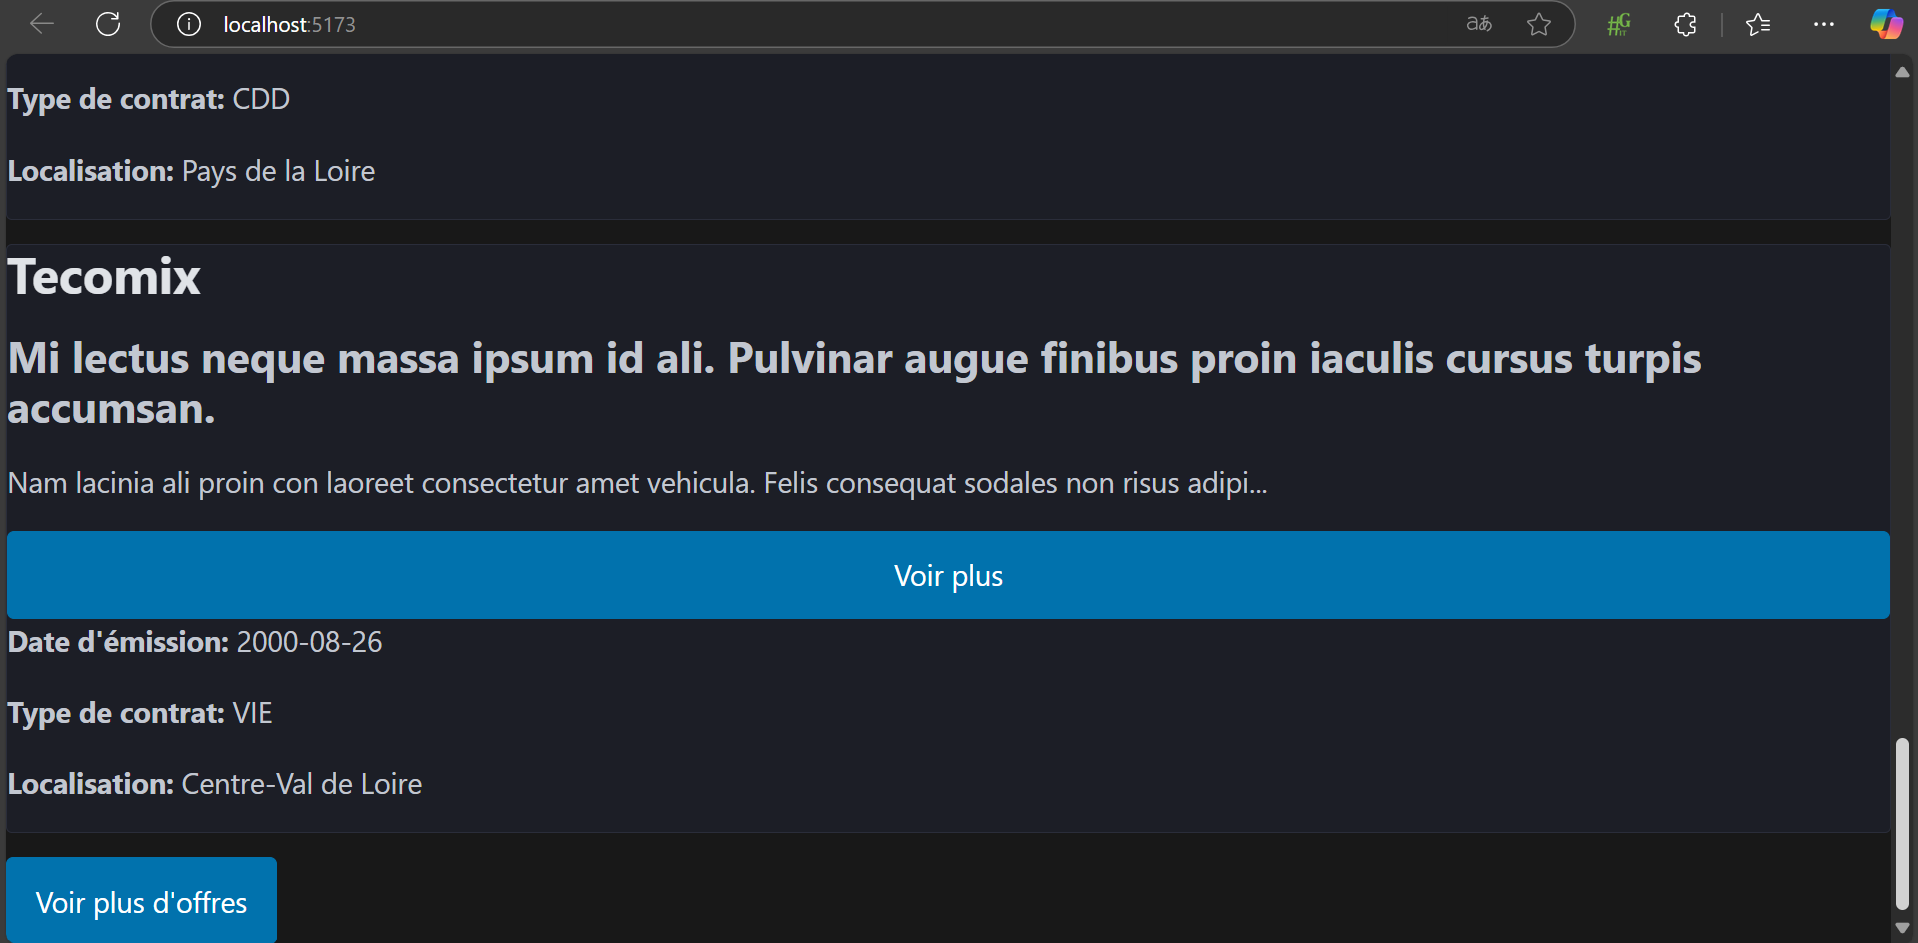 localhost:5173
aあ
#G
IT
Type de contrat: CDD
Localisation: Pays de la Loire
Tecomix
Mi lectus neque massa ipsum id ali. Pulvinar augue finibus proin iaculis cursus turpis
accumsan.
Nam lacinia ali proin con laoreet consectetur amet vehicula. Felis consequat sodales non risus adipi...
Voir plus
Date d'émission: 2000-08-26
Type de contrat: VIE
Localisation: Centre-Val de Loire
Voir plus d'offres